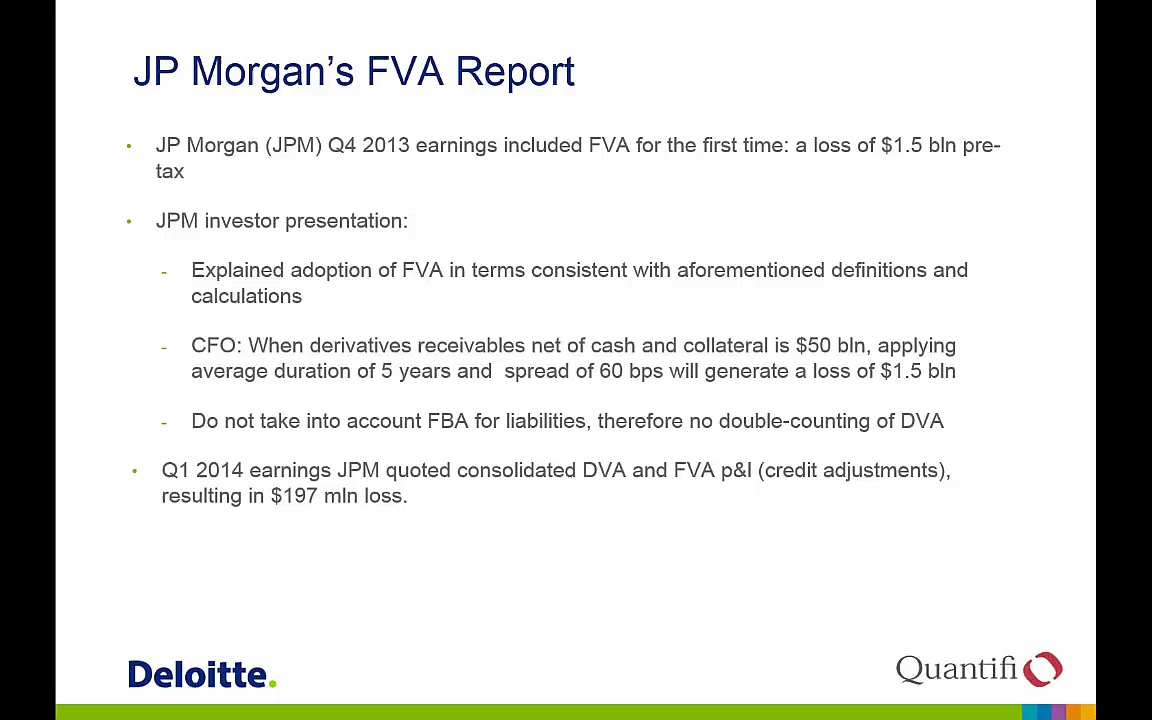 JP Morgan's FVA Report
• JP Morgan (JPM) Q4 2013 earnings included FVA for the first time: a loss of $1.5 bln pre-
tax
• JPM investor presentation:
- Explained adoption of FVA in terms consistent with aforementioned definitions and
calculations
- CFO: When derivatives receivables net of cash and collateral is $50 bln, applying
average duration of 5 years and spread of 60 bps will generate a loss of $1.5 bln
- Do not take into account FBA for liabilities, therefore no double-counting of DVA
• Q1 2014 earnings JPM quoted consolidated DVA and FVA p&l (credit adjustments),
resulting in $197 mln loss.
Deloitte.
Quantifi